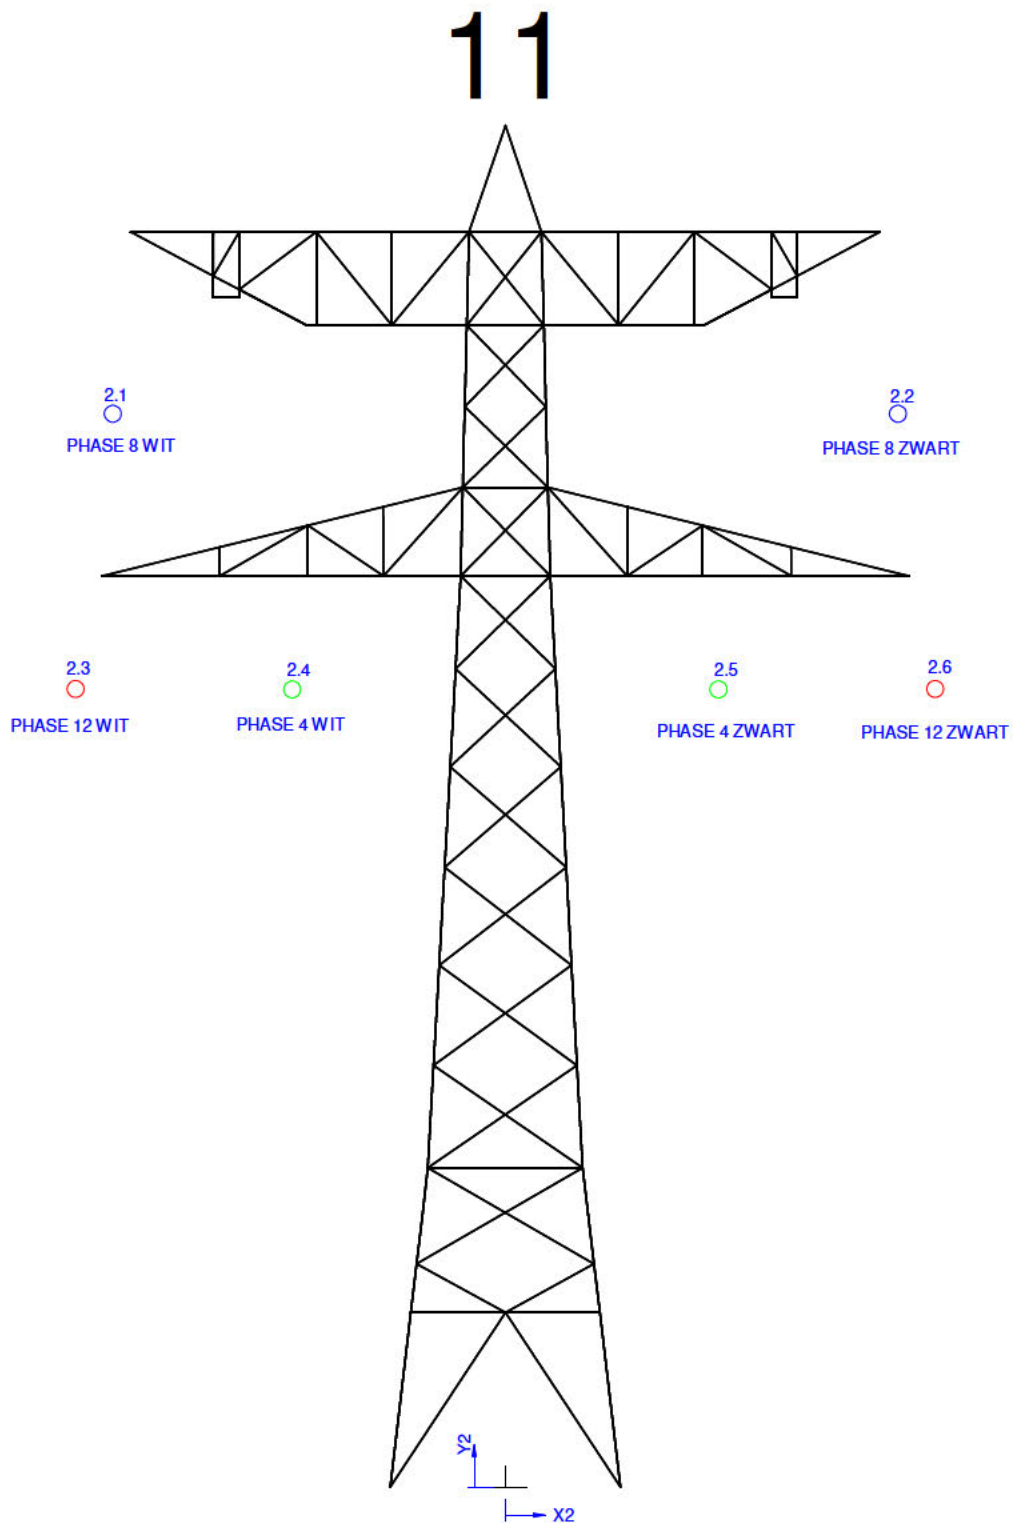 11
2.1
2.2
PHASE 8 WIT
PHASE 8 ZWART
2.3
2.4
2.5
2.6
PHASE 12 WIT
PHASE 4 WIT
PHASE 4 ZWART
PHASE 12 ZWART
Y2
X2